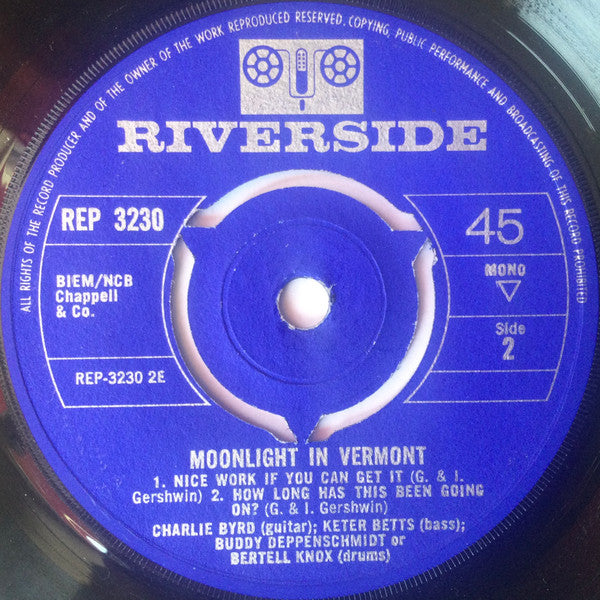 ALL RIGHTS OF THE RECORD PRODUCER AND OF THE OWNER OF THE WORK REPRODUCED RESERVED. COPYING, PUBLIC PERFORMANCE AND BROADCASTING OF THIS RECORD PROHIBITED
RIVERSIDE
REP 3230
45
BIEM/NCB
Chappell
& Co.
MONO
Side
2
REP-3230 2E
MOONLIGHT IN VERMONT
1. NICE WORK IF YOU CAN GET IT (G. & I.
Gershwin) 2. HOW LONG HAS THIS BEEN GOING
ON? (G. & I. Gershwin)
CHARLIE BYRD (guitar); KETER BETTS (bass);
BUDDY DEPPENSCHMIDT or
BERTELL KNOX (drums)